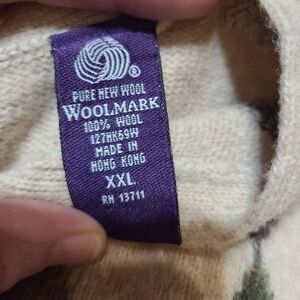 ®
PURE NEW WOOL
WOOLMARK
100% WOOL
127HK69W
MADE IN
HONG KONG
XXL
RN 13711